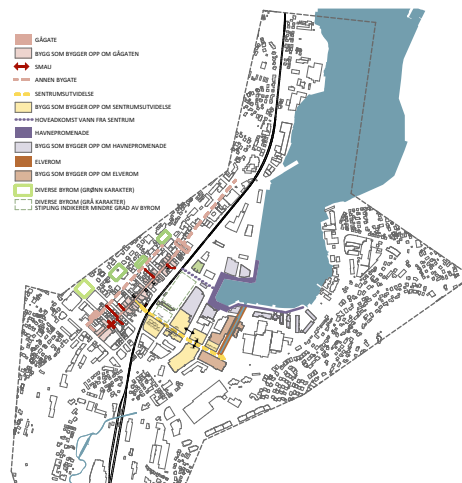 GÅGATE
BYGG SOM BYGGER OPP OM GÅGATEN
SMAU
ANNEN BYGATE
SENTRUMSUTVIDELSE
BYGG SOM BYGGER OPP OM SENTRUMSUTVIDELSE
HOVEADKOMST VANN FRA SENTRUM
HAVNEPROMENADE
BYGG SOM BYGGER OPP OM HAVNEPROMENADE
ELVEROM
BYGG SOM BYGGER OPP OM ELVEROM
DIVERSE BYROM (GRØNN KARAKTER)
DIVERSE BYROM (GRÅ KARAKTER)
STIPLING INDIKERER MINDRE GRAD AV BYROM